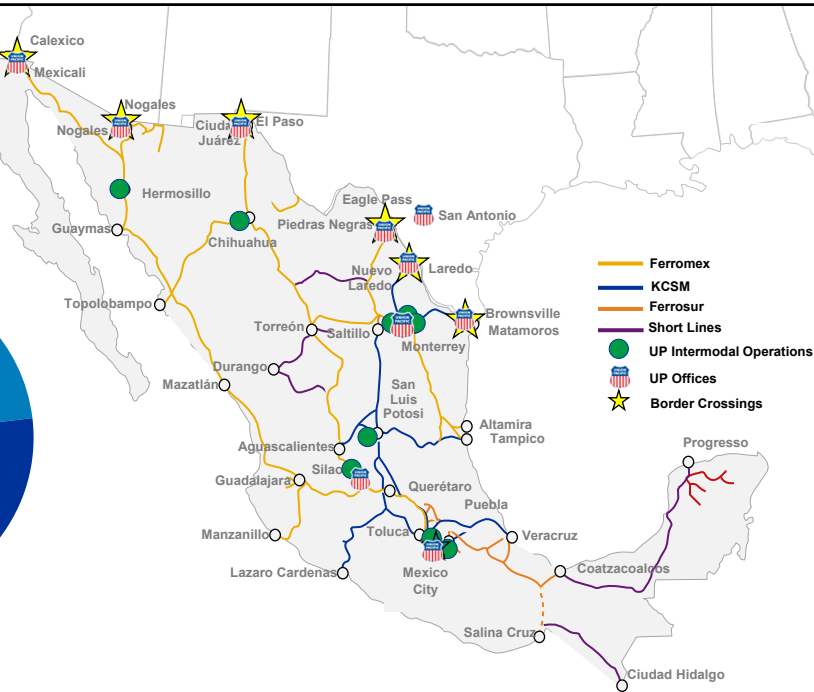 Calexico
Mexicali
Nogales
Nogales
Ciudad
Juárez
El Paso
Hermosillo
Guaymas
Chihuahua
Eagle Pass
Piedras Negras
San Antonio
Nuevo
Laredo
Laredo
Topolobampo
Torreón
Saltillo
Monterrey
Brownsville
Matamoros
Durango
Mazatlán
San
Luis
Potosi
Aguascalientes
Altamira
Tampico
Silao
Guadalajara
Querétaro
Puebla
Progresso
Manzanillo
Toluca
Veracruz
Lazaro Cardenas
Mexico
City
Coatzacoalcos
Salina Cruz
Ciudad Hidalgo
Ferromex
KCSM
Ferrosur
Short Lines
UP Intermodal Operations
UP Offices
Border Crossings